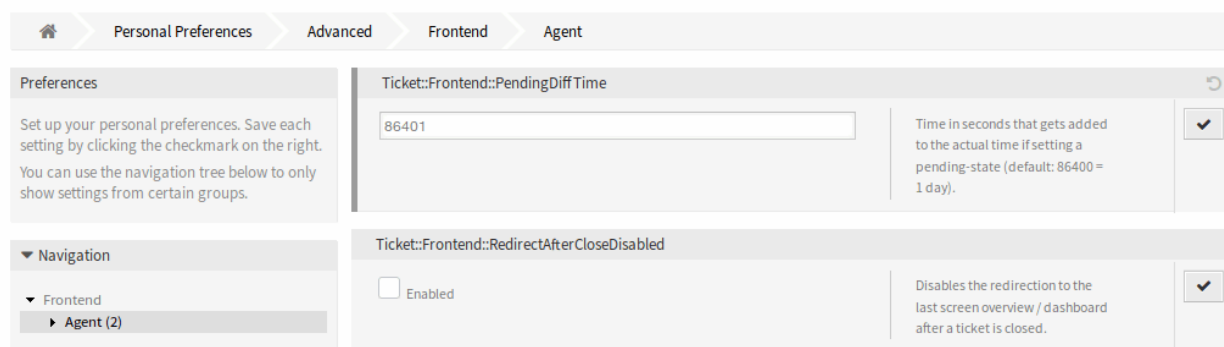 Personal Preferences Advanced Frontend Agent
Preferences
Set up your personal preferences. Save each
setting by clicking the checkmark on the right.
You can use the navigation tree below to only
show settings from certain groups.
Navigation
Frontend
Agent (2)
Ticket::Frontend::PendingDiffTime
86401
Time in seconds that gets added
to the actual time if setting a
pending-state (default: 86400 =
1 day).
Ticket::Frontend::RedirectAfterCloseDisabled
Enabled
Disables the redirection to the
last screen overview / dashboard
after a ticket is closed.